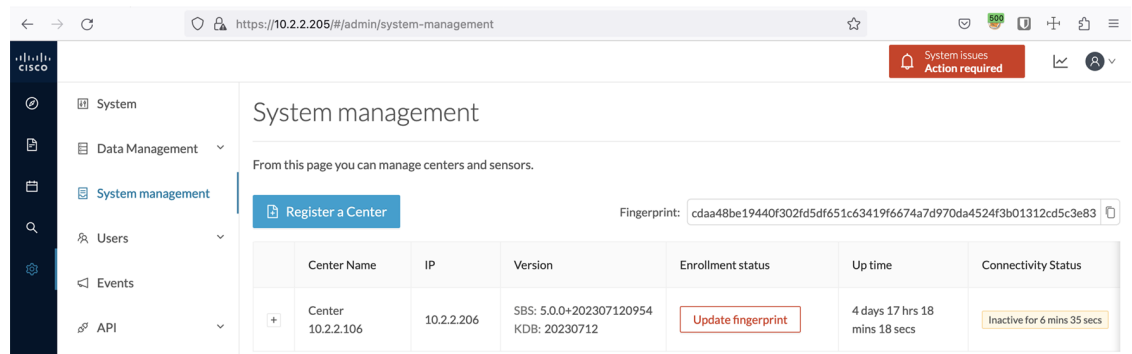 https://10.2.2.205/#/admin/system-management
500
CISCO
System issues
Action required
System
Data Management
System management
Users
Events
API
System management
From this page you can manage centers and sensors.
Register a Center
Fingerprint: cdaa48be19440f302fd5df651c63419f6674a7d970da4524f3b01312cd5c3e83
Center Name IP Version Enrollment status Up time Connectivity Status
Center
10.2.2.106
10.2.2.206
SBS: 5.0.0+202307120954
KDB: 20230712
Update fingerprint
4 days 17 hrs 18
mins 18 secs
Inactive for 6 mins 35 secs